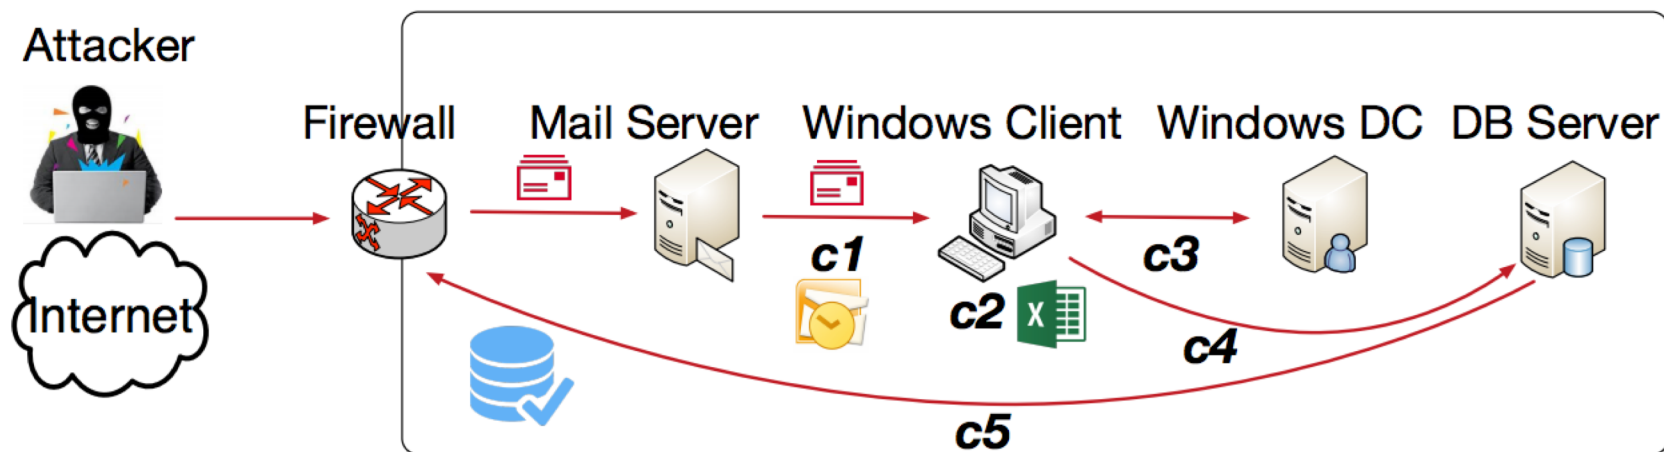 Attacker
Firewall
Mail Server
Windows Client
Windows DC
DB Server
c1
c3
Internet
c2
X
c4
c5